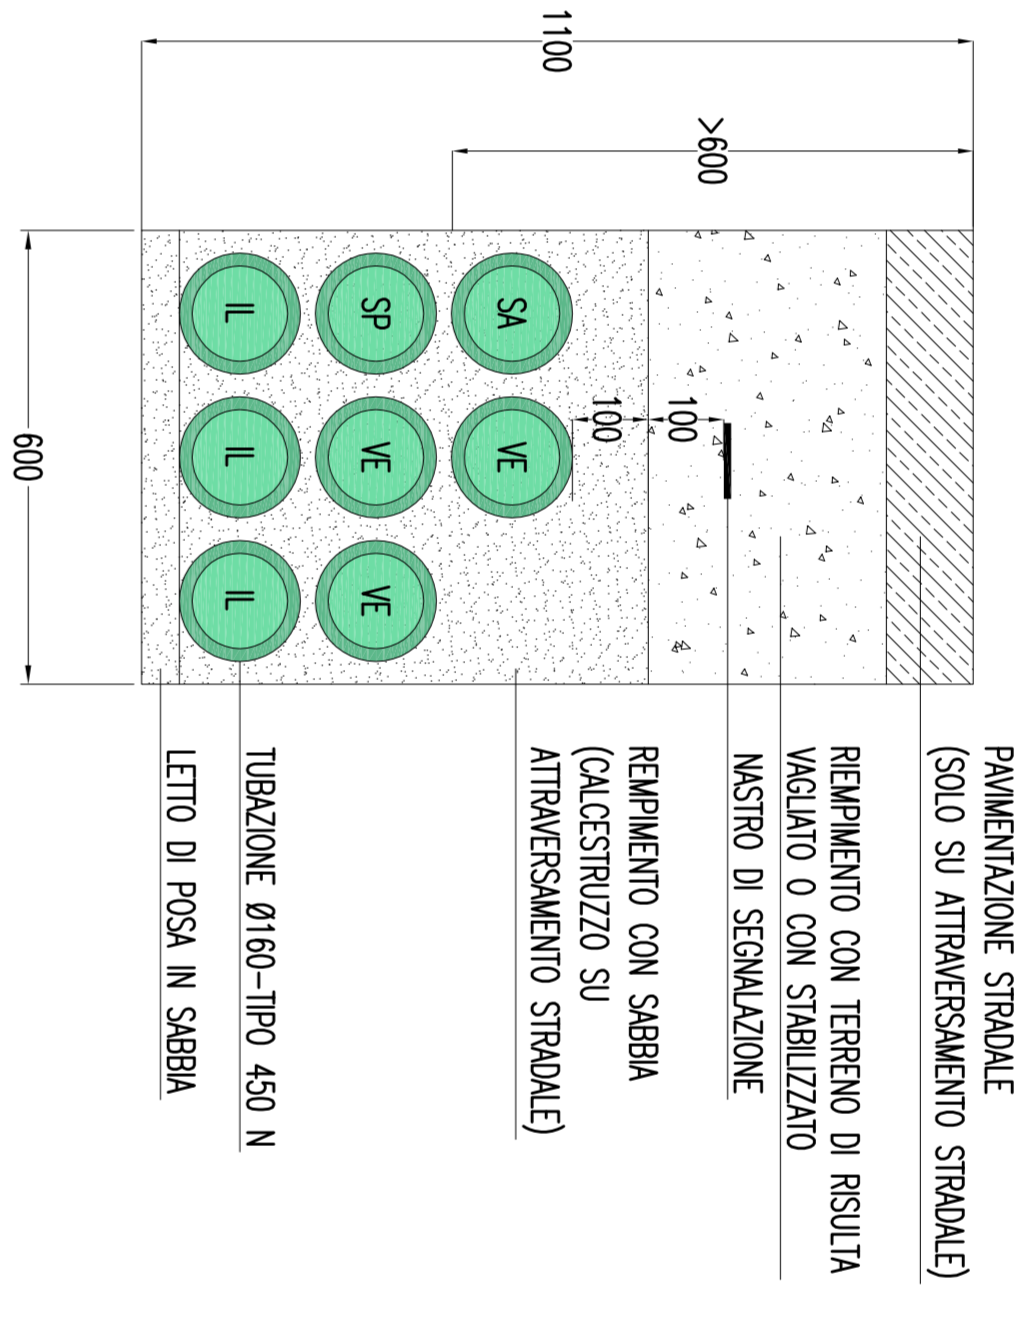 PAVIMENTAZIONE STRADALE
(SOLO SU ATTRAVERSAMENTO STRADALE)
RIEMPIMENTO CON TERRENO DI RISULTA
VAGLIATO O CON STABILIZZATO
NASTRO DI SEGNALAZIONE
REMPIMENTO CON SABBIA
(CALCESTRUZZO SU
ATTRAVERSAMENTO STRADALE)
TUBAZIONE Ø160-TIPO 450 N
LETTO DI POSA IN SABBIA
1100
>600
100
100
SA
VE
SP
VE
VE
IL
IL
IL
600